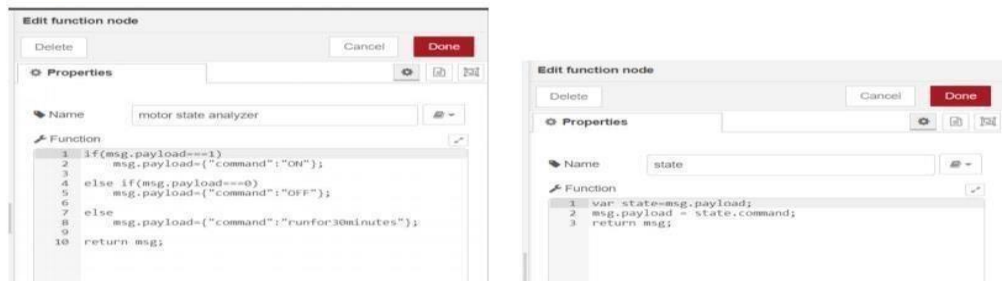 Edit function node
Delete
Cancel
Done
Properties
Name
motor state analyzer
Function
1 if(msg.payload===1)
2 msg.payload={"command":"ON"};
3
4 else if(msg.payload===0)
5 msg.payload={"command":"OFF"};
6
7 else
8 msg.payload={"command":"runfor30minutes"};
9
10 return msg;
Edit function node
Delete
Cancel
Done
Properties
Name
state
Function
1 var state=msg.payload;
2 msg.payload = state.command;
3 return msg;